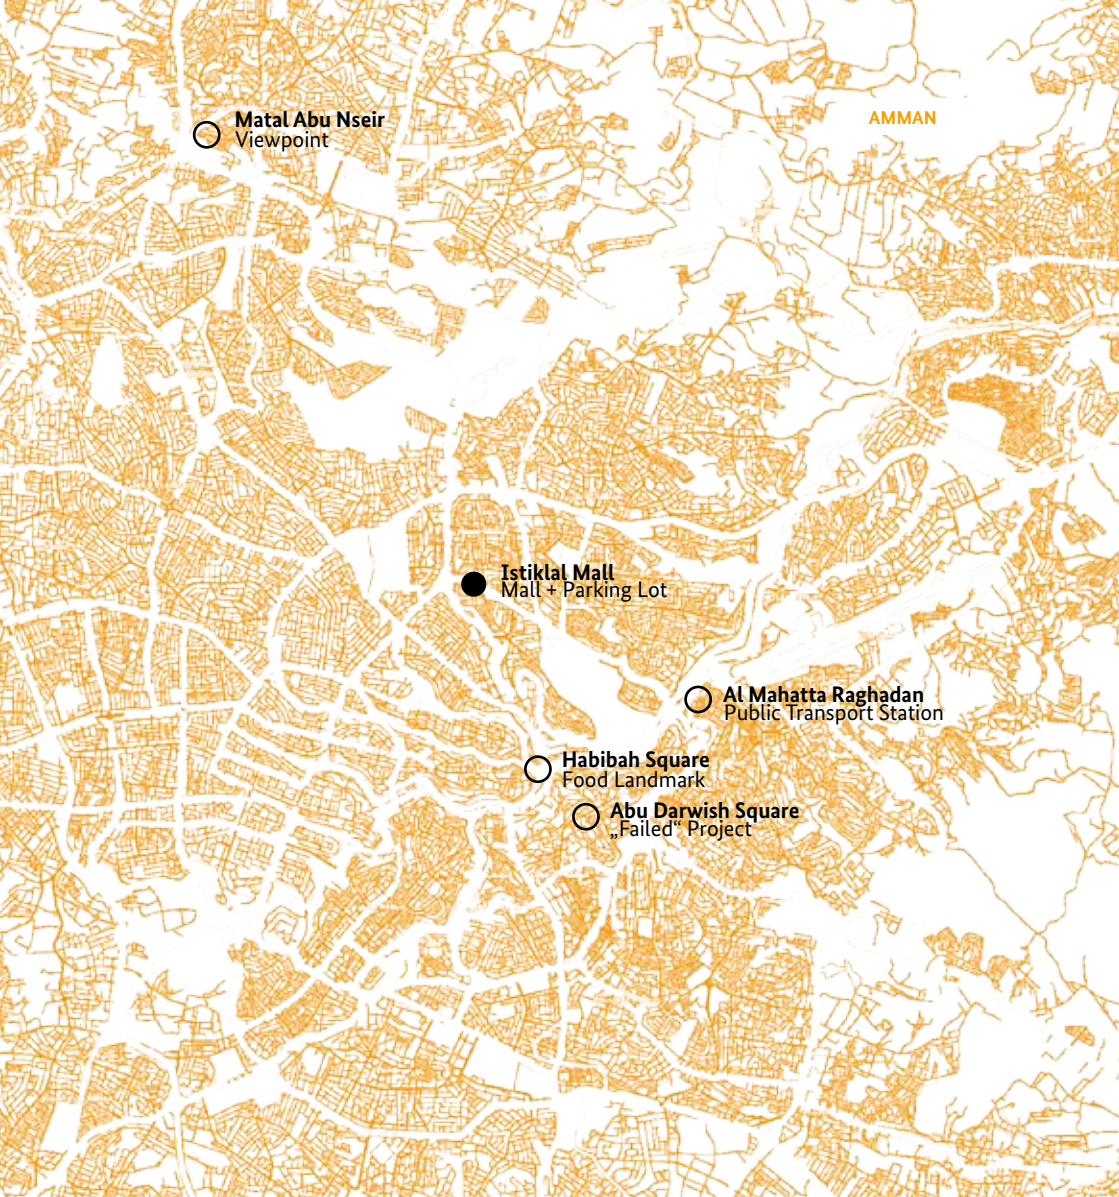 AMMAN
Matal Abu Nseir
Viewpoint
Istiklal Mall
Mall + Parking Lot
Al Mahatta Raghadan
Public Transport Station
Habibah Square
Food Landmark
Abu Darwish Square
„Failed“ Project